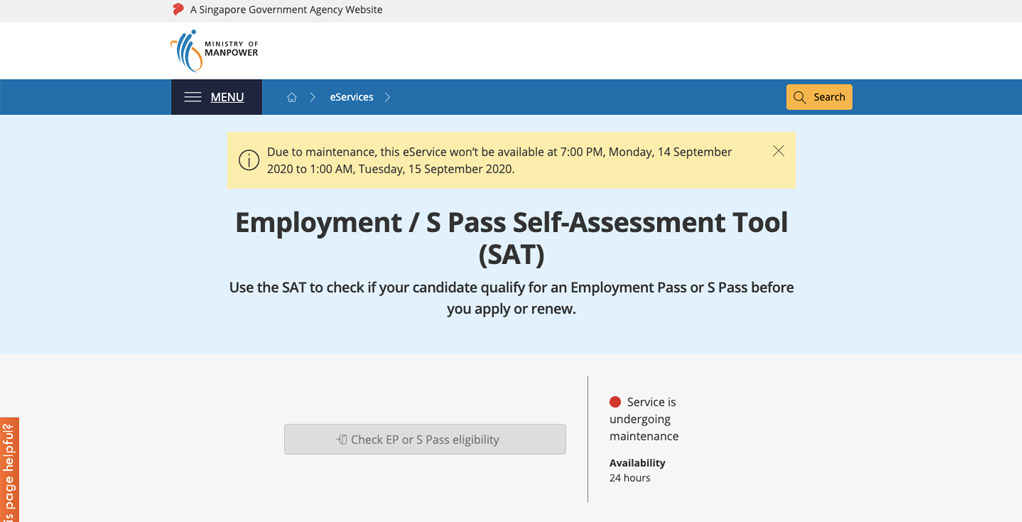 A Singapore Government Agency Website
MINISTRY OF
MANPOWER
MENU
eServices
Search
Due to maintenance, this eService won't be available at 7:00 PM, Monday, 14 September
2020 to 1:00 AM, Tuesday, 15 September 2020.
Employment / S Pass Self-Assessment Tool
(SAT)
Use the SAT to check if your candidate qualify for an Employment Pass or S Pass before
you apply or renew.
Check EP or S Pass eligibility
Service is
undergoing
maintenance
Availability
24 hours
page helpful?